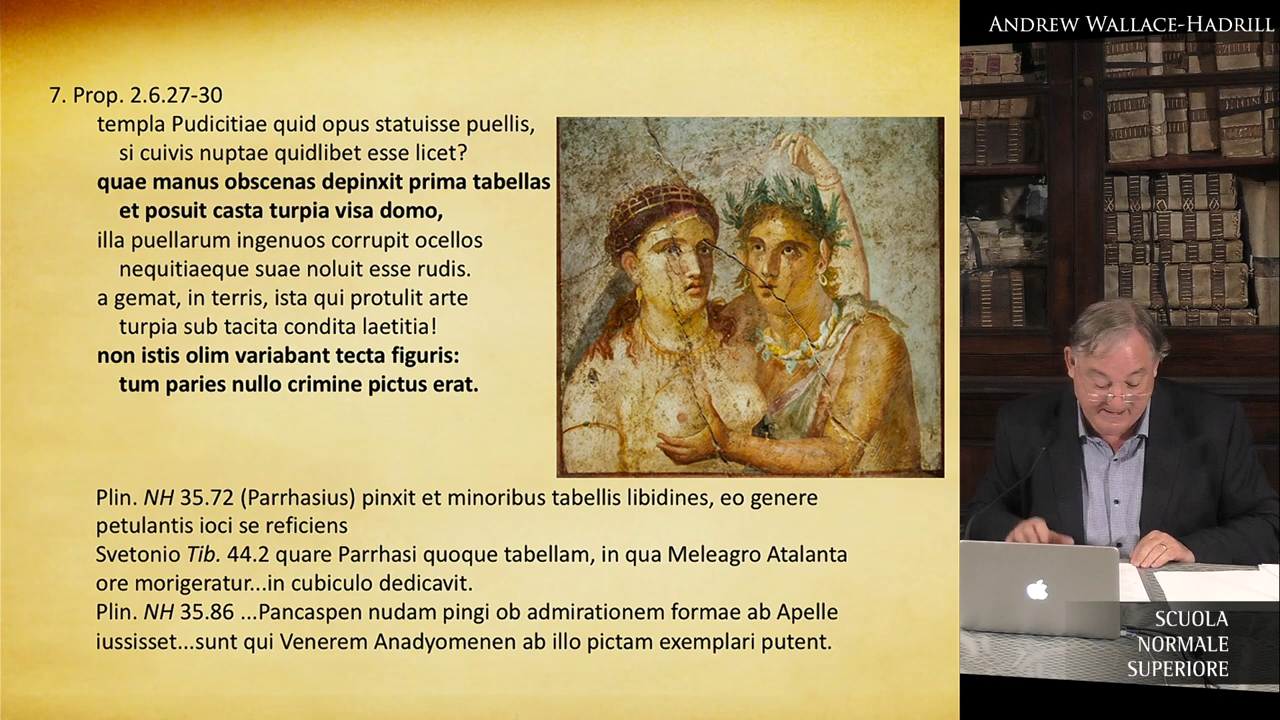 ANDREW WALLACE-HADRILL
7. Prop. 2.6.27-30
templa Pudicitiae quid opus statuisse puellis,
si cuivis nuptae quidlibet esse licet?
quae manus obscenas depinxit prima tabellas
et posuit casta turpia visa domo,
illa puellarum ingenuos corrupit ocellos
nequitiaeque suae noluit esse rudis.
a gemat, in terris, ista qui protulit arte
turpia sub tacita condita laetitia!
non istis olim variabant tecta figuris:
tum paries nullo crimine pictus erat.
Plin. NH 35.72 (Parrhasius) pinxit et minoribus tabellis libidines, eo genere
petulantis ioci se reficiens
Svetonio Tib. 44.2 quare Parrhasi quoque tabellam, in qua Meleagro Atalanta
ore morigeratur...in cubiculo dedicavit.
Plin. NH 35.86 ...Pancaspen nudam pingi ob admirationem formae ab Apelle
iussisset...sunt qui Venerem Anadyomenen ab illo pictam exemplari putent.
SCUOLA
NORMALE
SUPERIORE